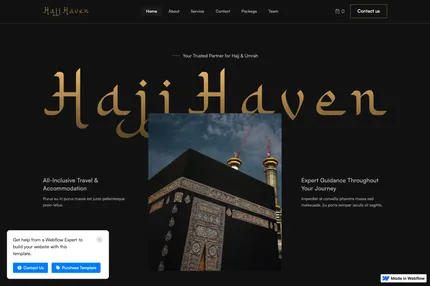 Hajj Haven
Home About Service Contact Package Team
0
Contact us
Your Trusted Partner for Hajj & Umrah
Hajj Haven
All-Inclusive Travel &
Accommodation
Purus eu in purus massa est justo pellentesque
proin tellus.
Expert Guidance Throughout
Your Journey
Imperdiet at convallis pharetra massa sed
malesuada. Eu porta semper iaculis sit sagittis.
Get help from a Webflow Expert to
build your website with this
template.
Contact Us
Purchase Template
Made in Webflow